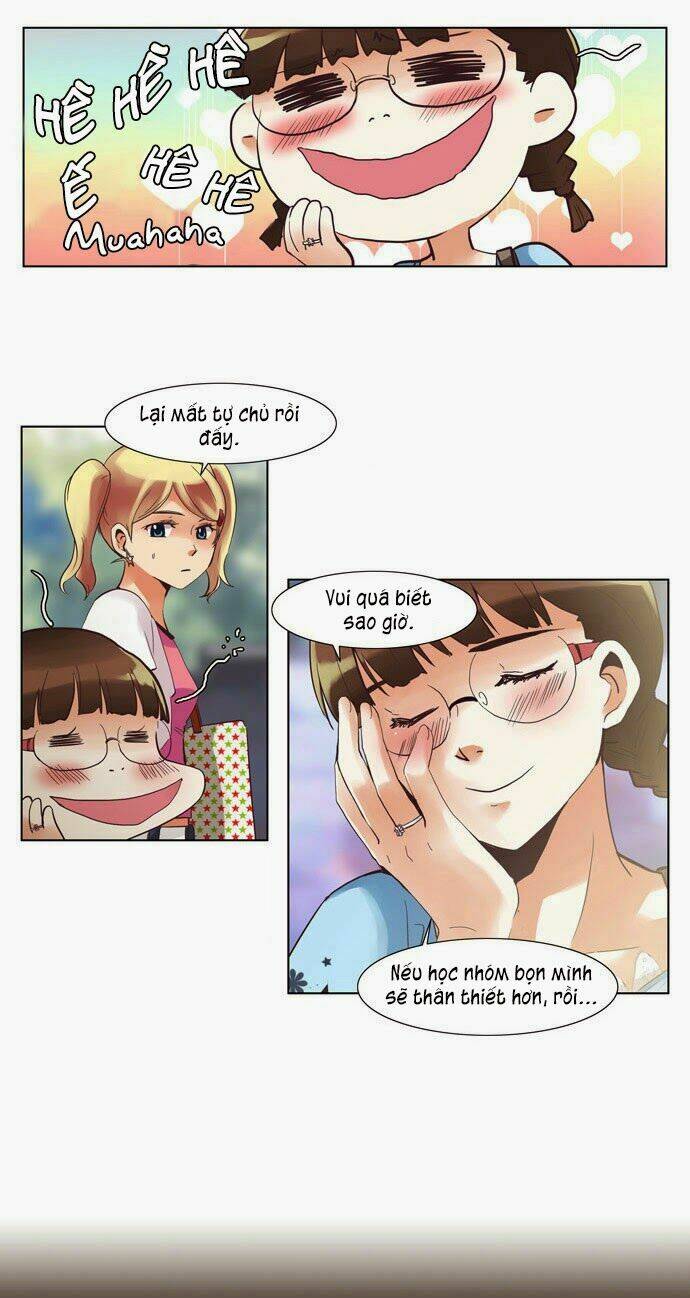 HÊ HÊ HÊ
Ế HÊ HÊ
Muahaha
Lại mất tự chủ rồi
đấy.
Vui quá biết
sao giờ.
Nếu học nhóm bọn mình
sẽ thân thiết hơn, rồi...